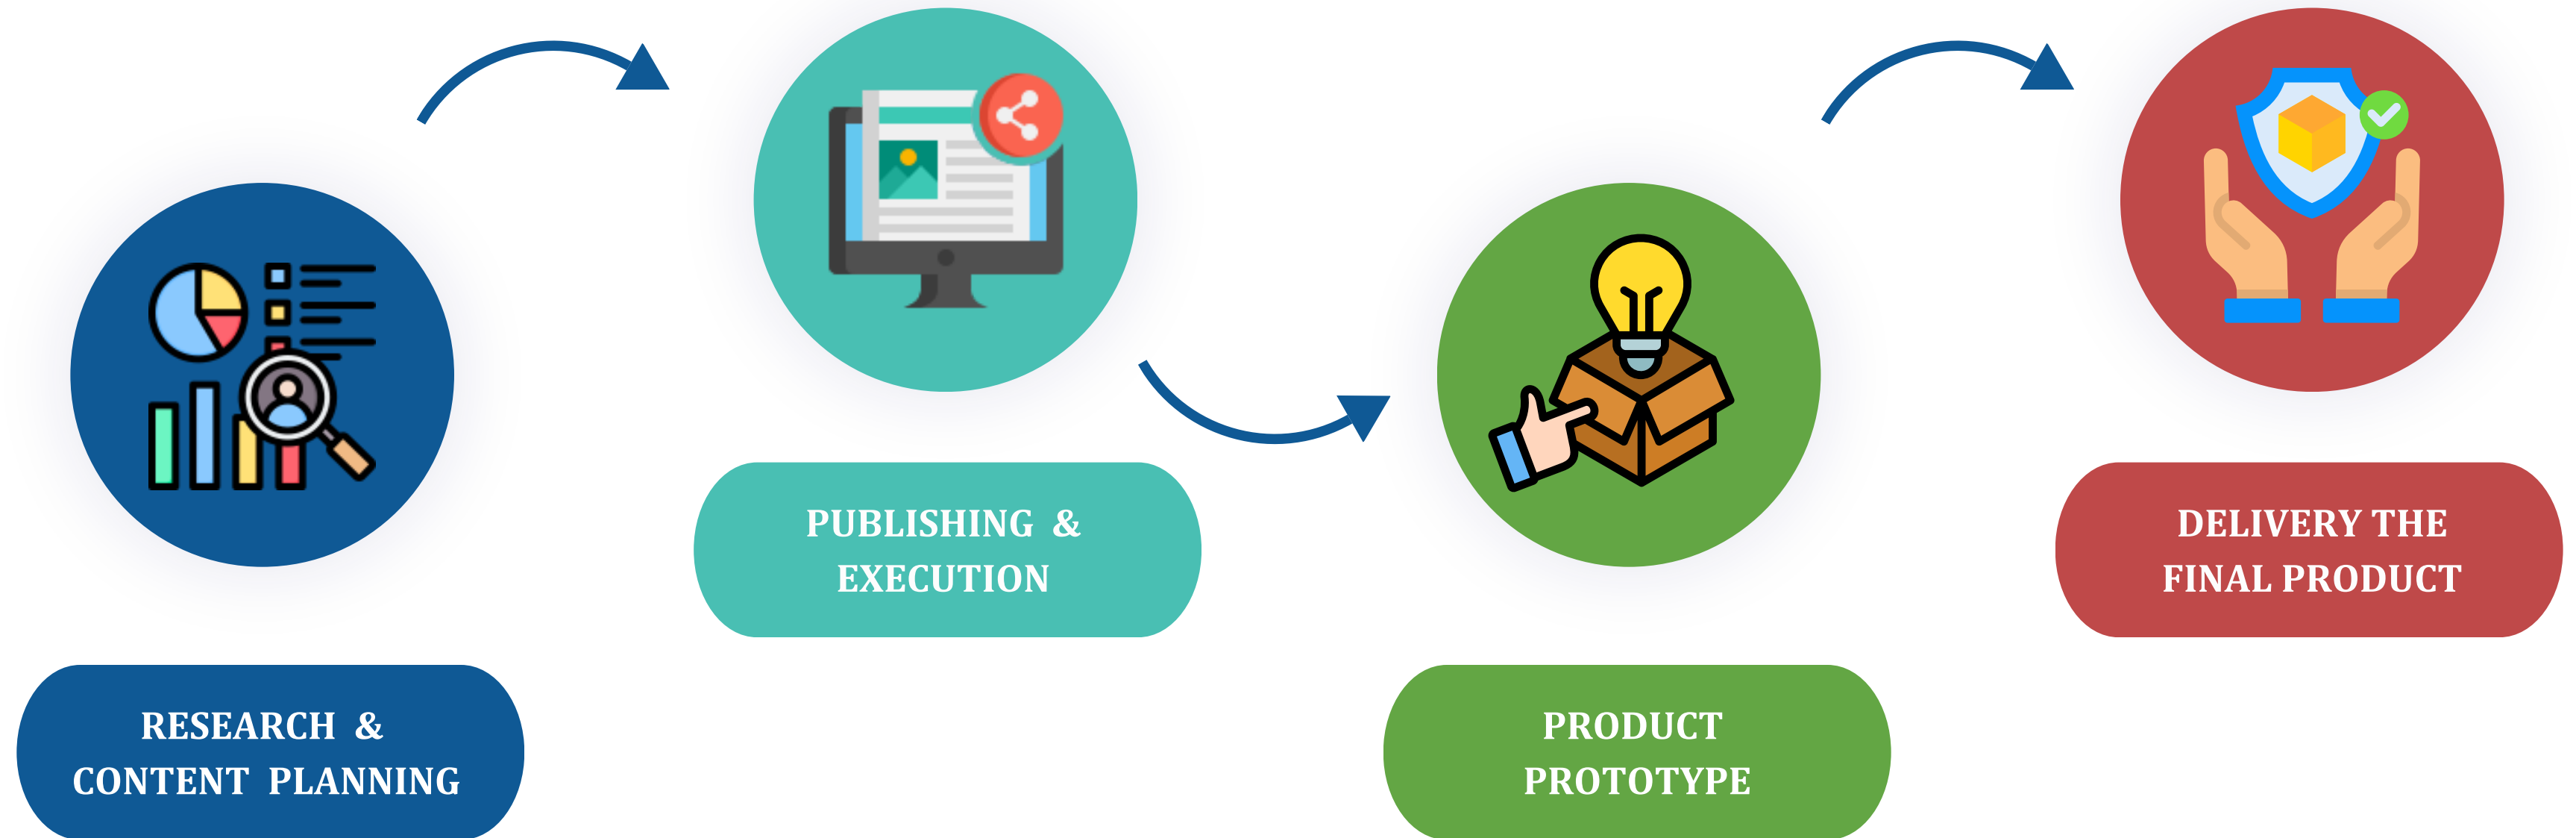 RESEARCH & 
CONTENT PLANNING
PUBLISHING &
EXECUTION
PRODUCT
PROTOTYPE
DELIVERY THE
FINAL PRODUCT